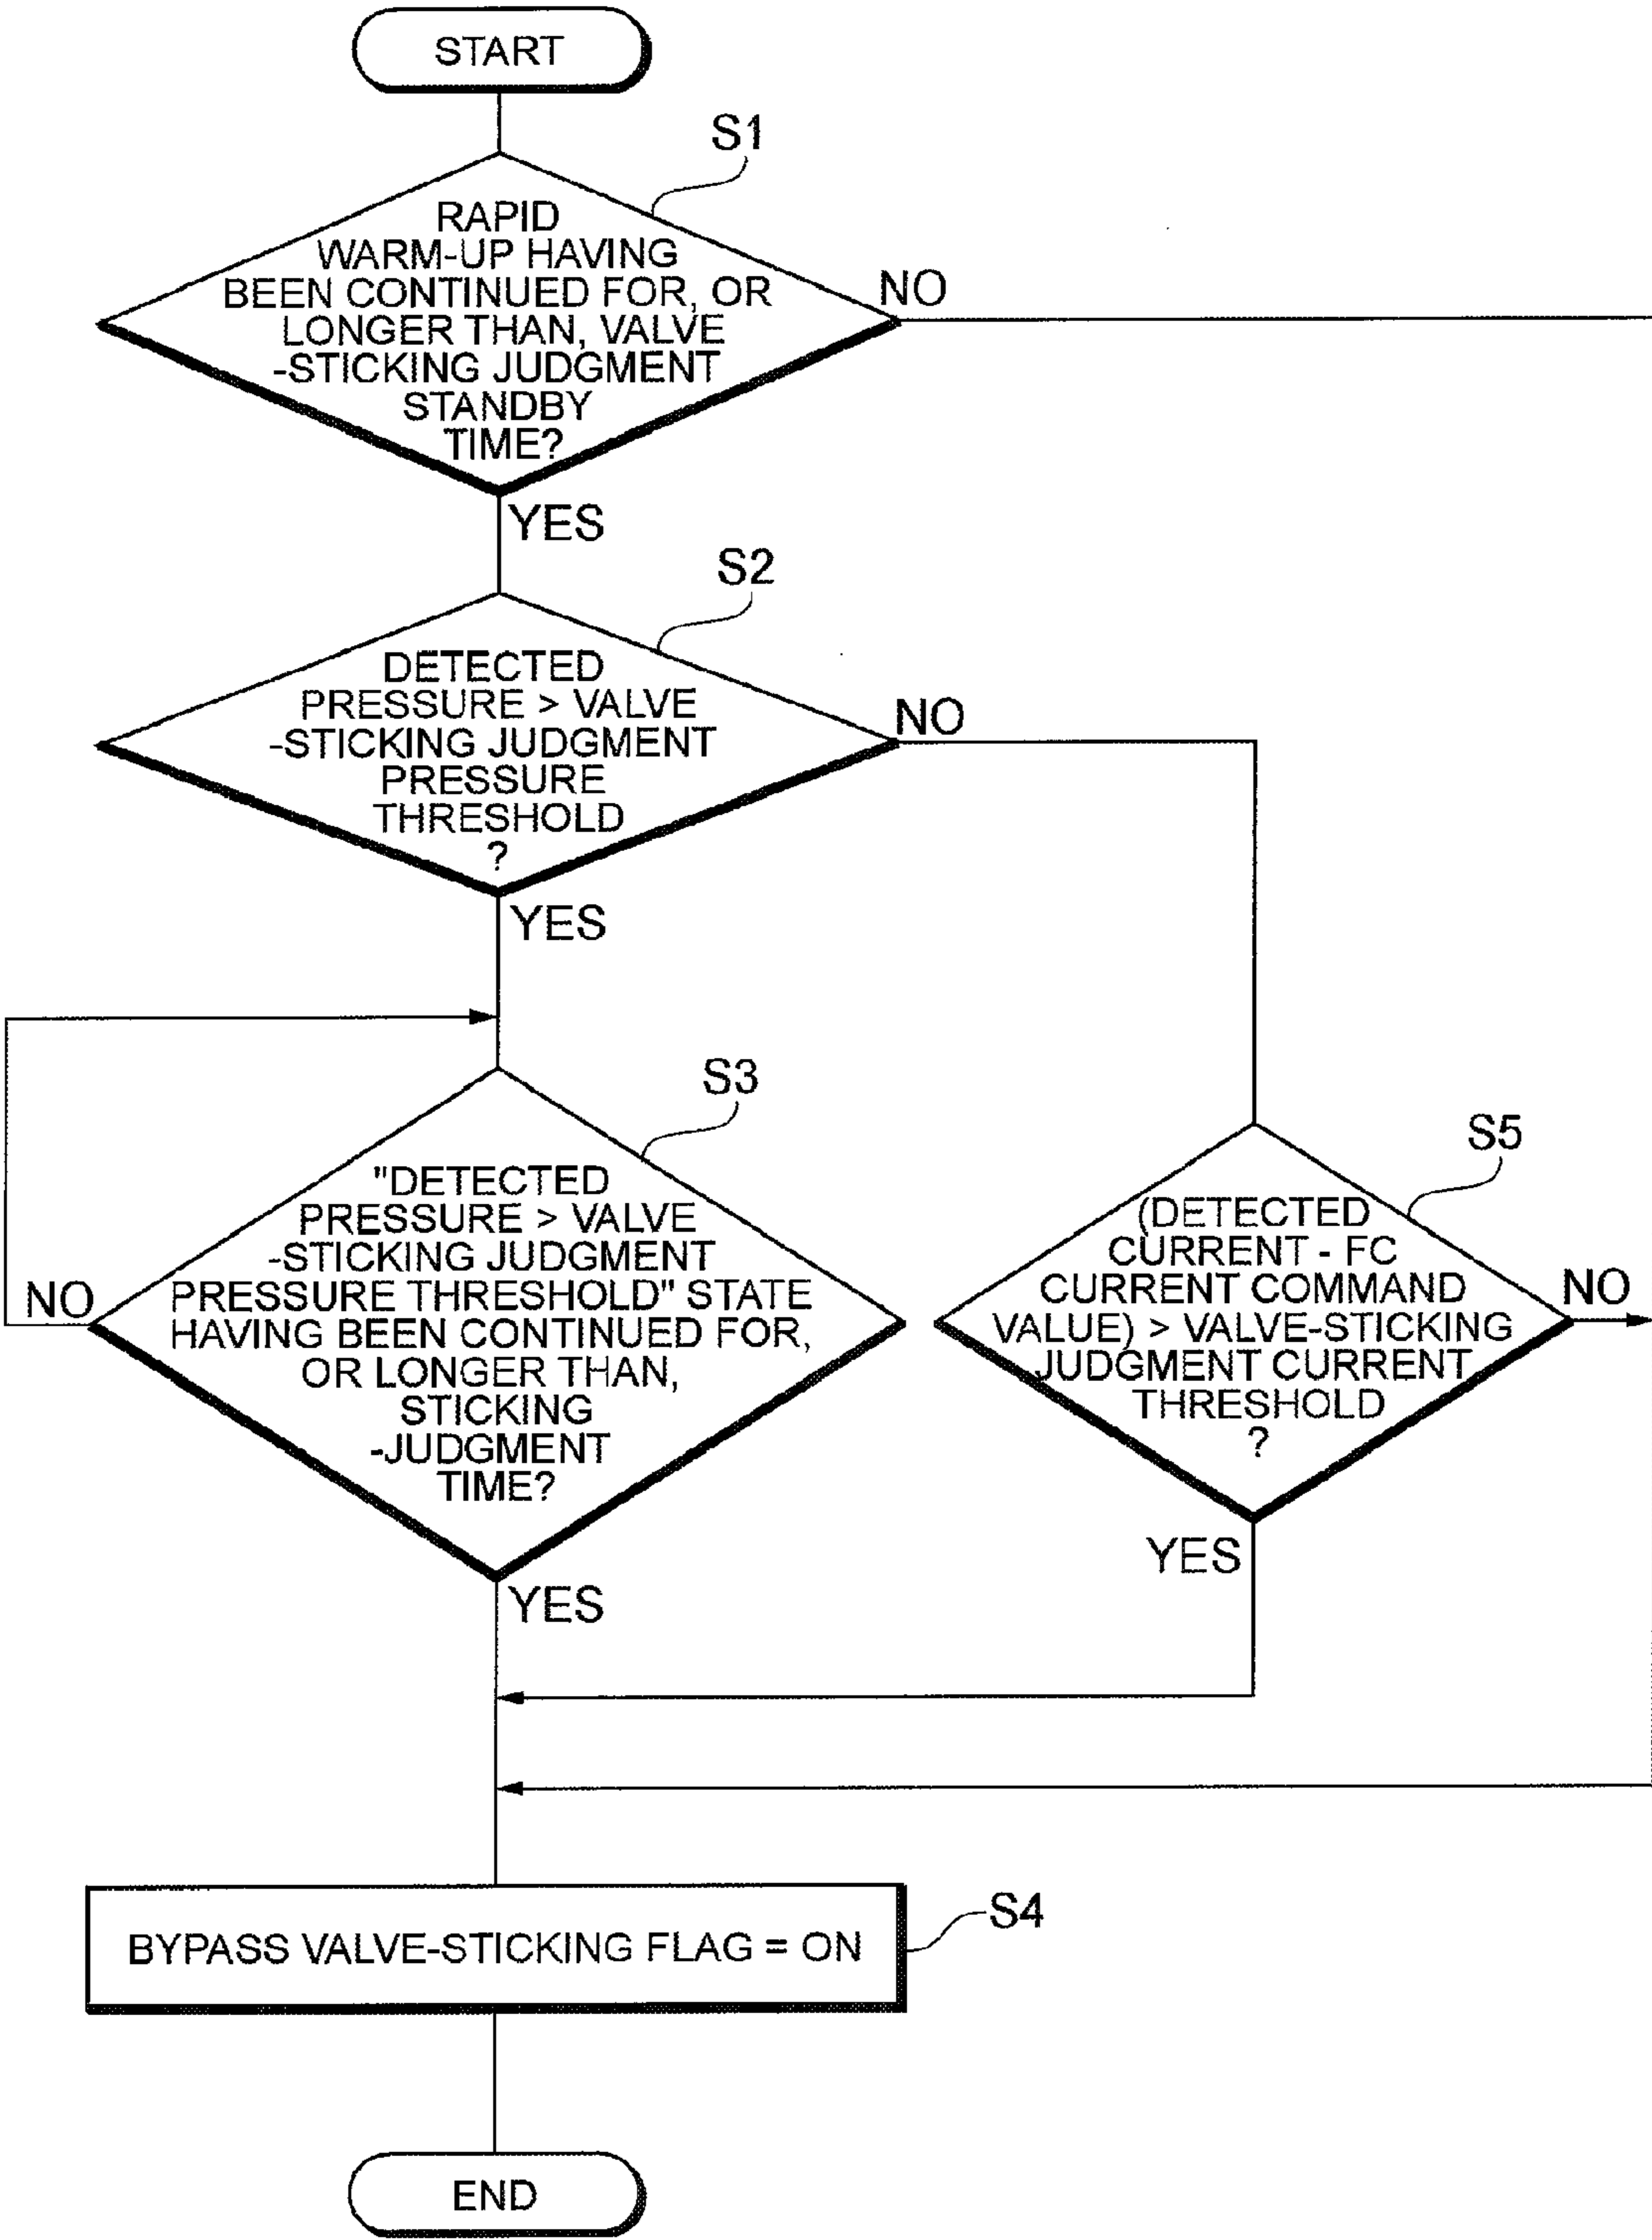 START
S1
RAPID
WARM-UP HAVING
BEEN CONTINUED FOR, OR
LONGER THAN, VALVE
-STICKING JUDGMENT
STANDBY
TIME?
NO
YES
S2
DETECTED
PRESSURE > VALVE
-STICKING JUDGMENT
PRESSURE
THRESHOLD
?
NO
YES
S3
"DETECTED
PRESSURE > VALVE
-STICKING JUDGMENT
PRESSURE THRESHOLD" STATE
HAVING BEEN CONTINUED FOR,
OR LONGER THAN,
STICKING
-JUDGMENT
TIME?
NO
YES
S5
(DETECTED
CURRENT - FC
CURRENT COMMAND
VALUE) > VALVE-STICKING
JUDGMENT CURRENT
THRESHOLD
?
NO
YES
BYPASS VALVE-STICKING FLAG = ON
S4
END